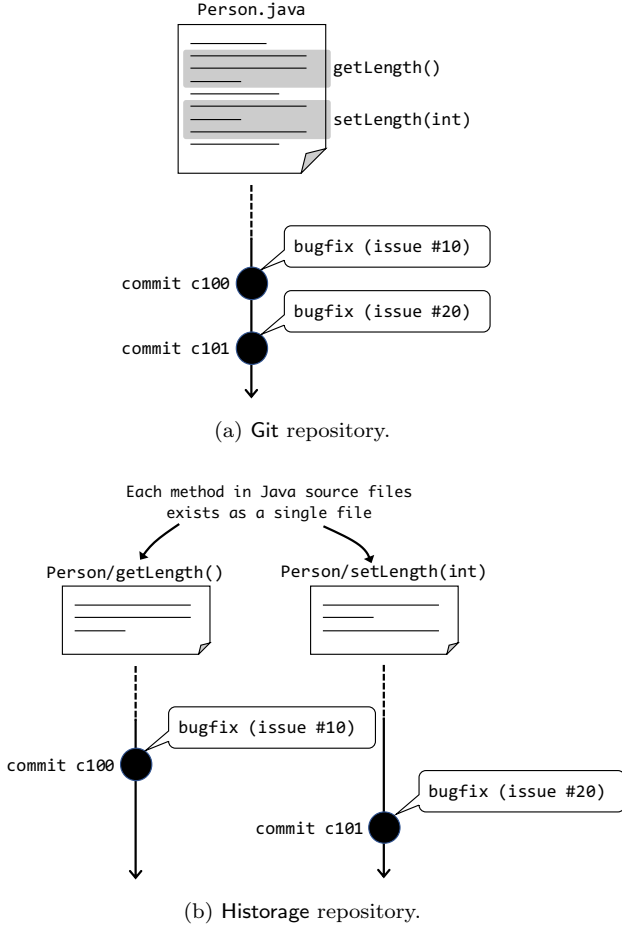 Person.java
getLength()
setLength(int)
bugfix (issue #10)
commit c100
bugfix (issue #20)
commit c101
(a) Git repository.
Each method in Java source files
exists as a single file
Person/getLength()
Person/setLength(int)
bugfix (issue #10)
commit c100
bugfix (issue #20)
commit c101
(b) Historage repository.